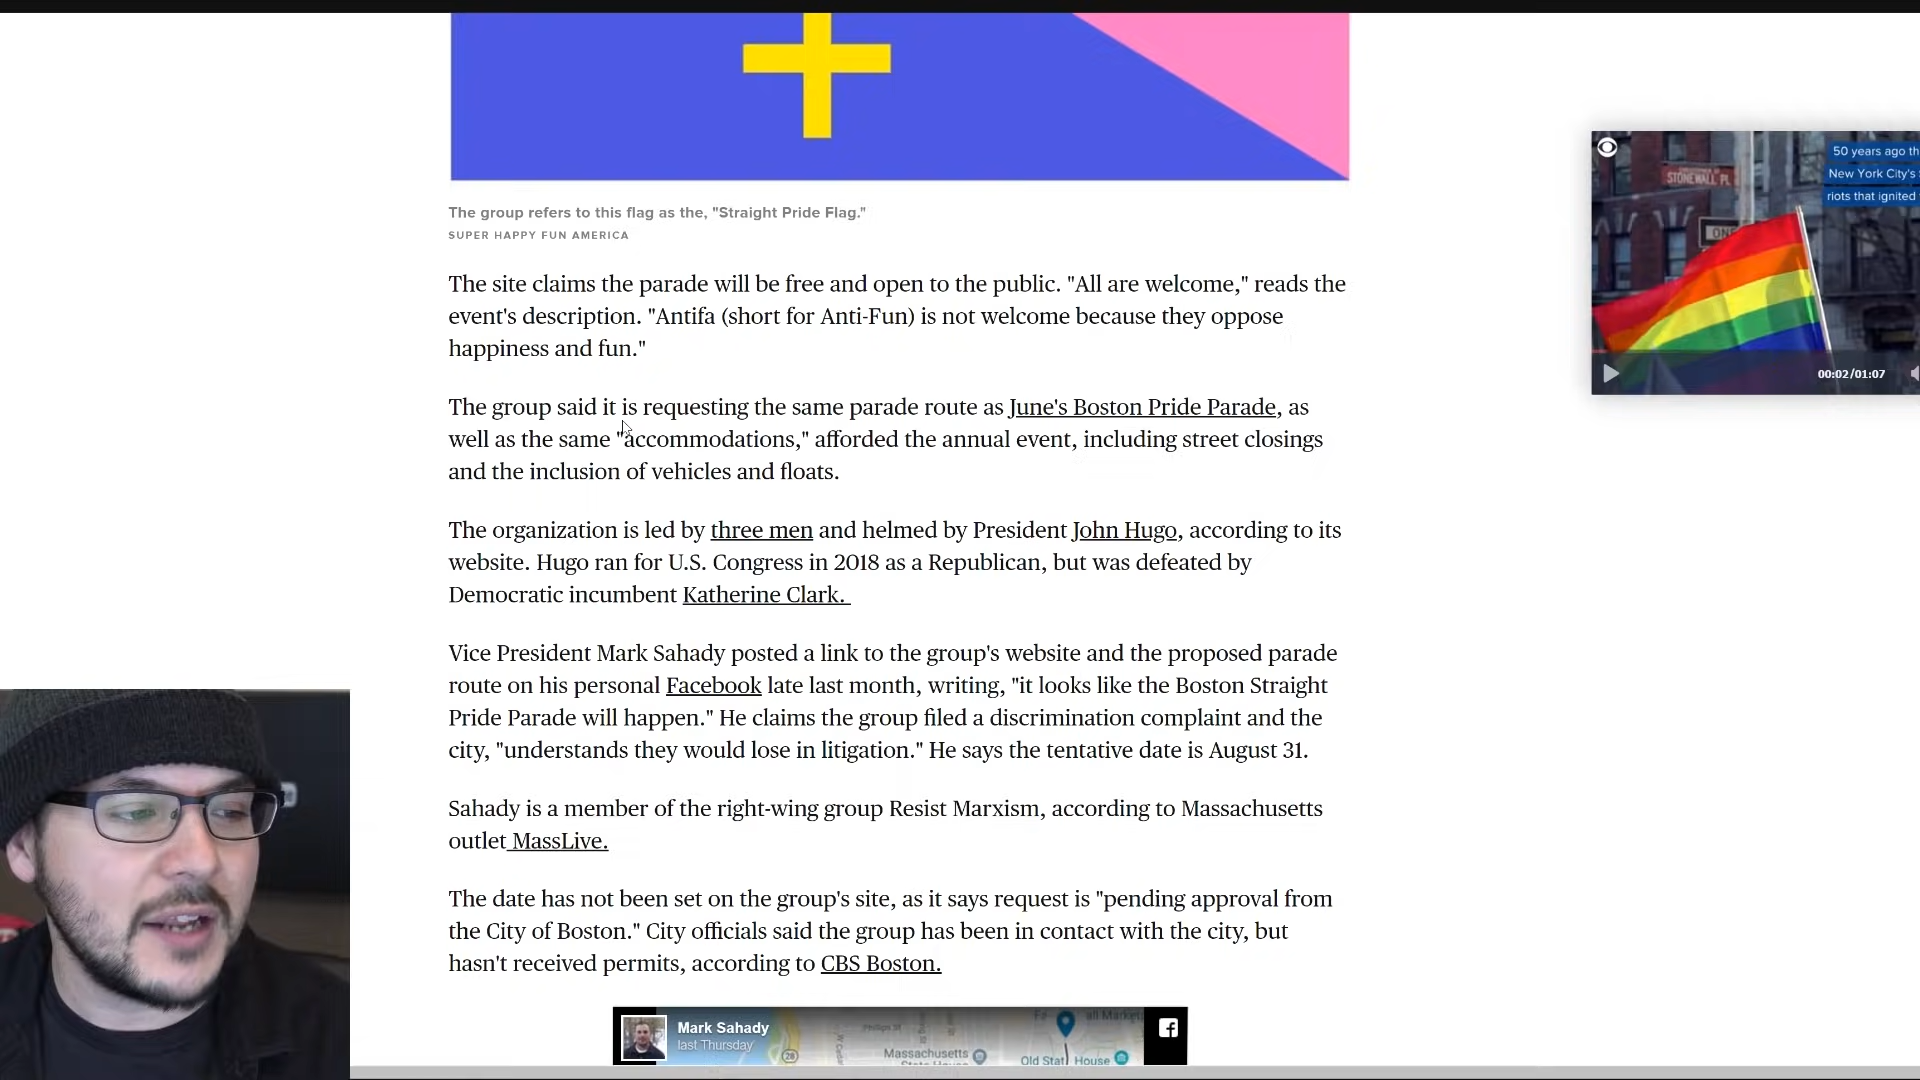 50 years ago th
New York City's
riots that ignited
STONEWALL PL
ONE
00:02/01:07
The group refers to this flag as the, "Straight Pride Flag."
SUPER HAPPY FUN AMERICA
The site claims the parade will be free and open to the public. "All are welcome," reads the
event's description. "Antifa (short for Anti-Fun) is not welcome because they oppose
happiness and fun."
The group said it is requesting the same parade route as June's Boston Pride Parade, as
well as the same "accommodations," afforded the annual event, including street closings
and the inclusion of vehicles and floats.
The organization is led by three men and helmed by President John Hugo, according to its
website. Hugo ran for U.S. Congress in 2018 as a Republican, but was defeated by
Democratic incumbent Katherine Clark.
Vice President Mark Sahady posted a link to the group's website and the proposed parade
route on his personal Facebook late last month, writing, "it looks like the Boston Straight
Pride Parade will happen." He claims the group filed a discrimination complaint and the
city, "understands they would lose in litigation." He says the tentative date is August 31.
Sahady is a member of the right-wing group Resist Marxism, according to Massachusetts
outlet MassLive.
The date has not been set on the group's site, as it says request is "pending approval from
the City of Boston." City officials said the group has been in contact with the city, but
hasn't received permits, according to CBS Boston.
Mark Sahady
last Thursday
28
Phillips St
Massachusetts
State House
all Market
Old State House